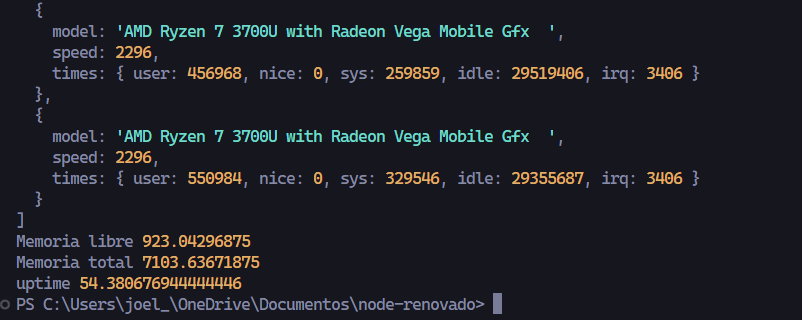 {
model: 'AMD Ryzen 7 3700U with Radeon Vega Mobile Gfx  ',
speed: 2296,
times: { user: 456968, nice: 0, sys: 259859, idle: 29519406, irq: 3406 }
},
{
model: 'AMD Ryzen 7 3700U with Radeon Vega Mobile Gfx  ',
speed: 2296,
times: { user: 550984, nice: 0, sys: 329546, idle: 29355687, irq: 3406 }
}
]
Memoria libre 923.04296875
Memoria total 7103.63671875
uptime 54.380676944444446
PS C:\Users\joel_\OneDrive\Documentos\node-renovado>